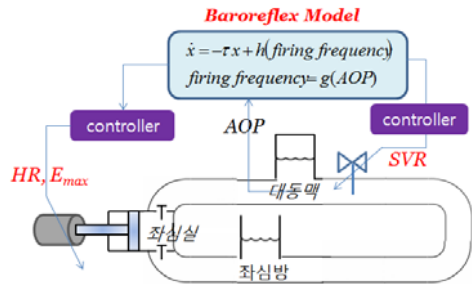 Baroreflex Model
ẋ = −τx + h(firing frequency)
firing frequency = g(AOP)
controller
controller
AOP
SVR
HR, E_max
대동맥
좌심실
좌심방